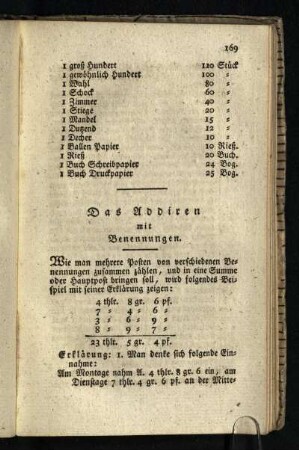 169
1 groß Hundert 120 Stück
1 gewöhnlich Hundert 100 „
1 Wahl 80 „
1 Schock 60 „
1 Zimmer 40 „
1 Stiege 20 „
1 Mandel 15 „
1 Dutzend 12 „
1 Decher 10 „
1 Ballen Papier 10 Rieß.
1 Rieß 20 Buch.
1 Buch Schreibpapier 24 Bog.
1 Buch Druckpapier 25 Bog.
Das Addiren
mit
Benennungen.
Wie man mehrere Posten von verschiedenen Be-
nennungen zusammen zählen, und in eine Summe
oder Hauptpost bringen soll, wird folgendes Bei-
spiel mit seiner Erklärung zeigen:
4 thlr. 8 gr. 6 pf.
7 „ 4 „ 6 „
3 „ 6 „ 9 „
8 „ 9 „ 7 „
23 thlr. 5 gr. 4 pf.
Erklärung: 1. Man denke sich folgende Ein-
nahme:
Am Montage nahm A. 4 thlr. 8 gr. 6 ein, am
Dienstage 7 thlr. 4 gr. 6 pf. an der Mitte-